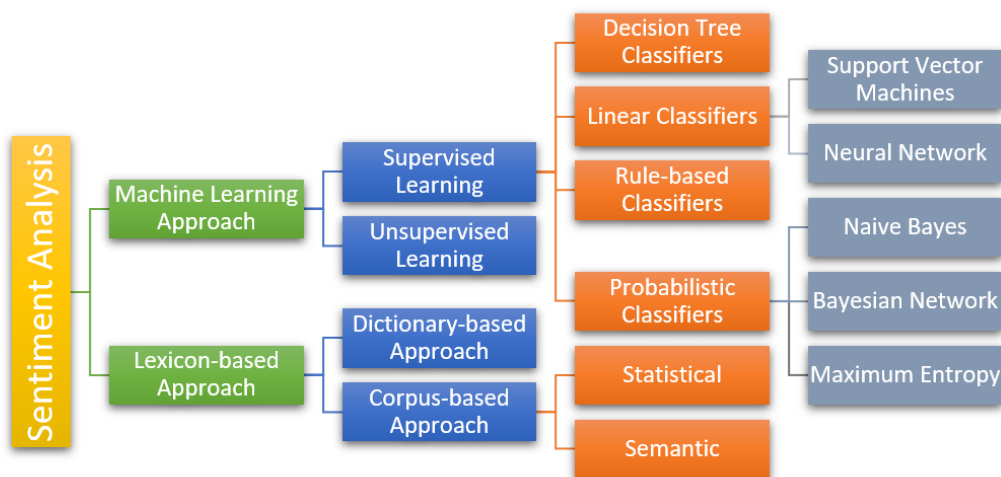 Sentiment Analysis
Machine Learning
Approach
Lexicon-based
Approach
Supervised
Learning
Unsupervised
Learning
Dictionary-based
Approach
Corpus-based
Approach
Decision Tree
Classifiers
Linear Classifiers
Rule-based
Classifiers
Probabilistic
Classifiers
Statistical
Semantic
Support Vector
Machines
Neural Network
Naive Bayes
Bayesian Network
Maximum Entropy